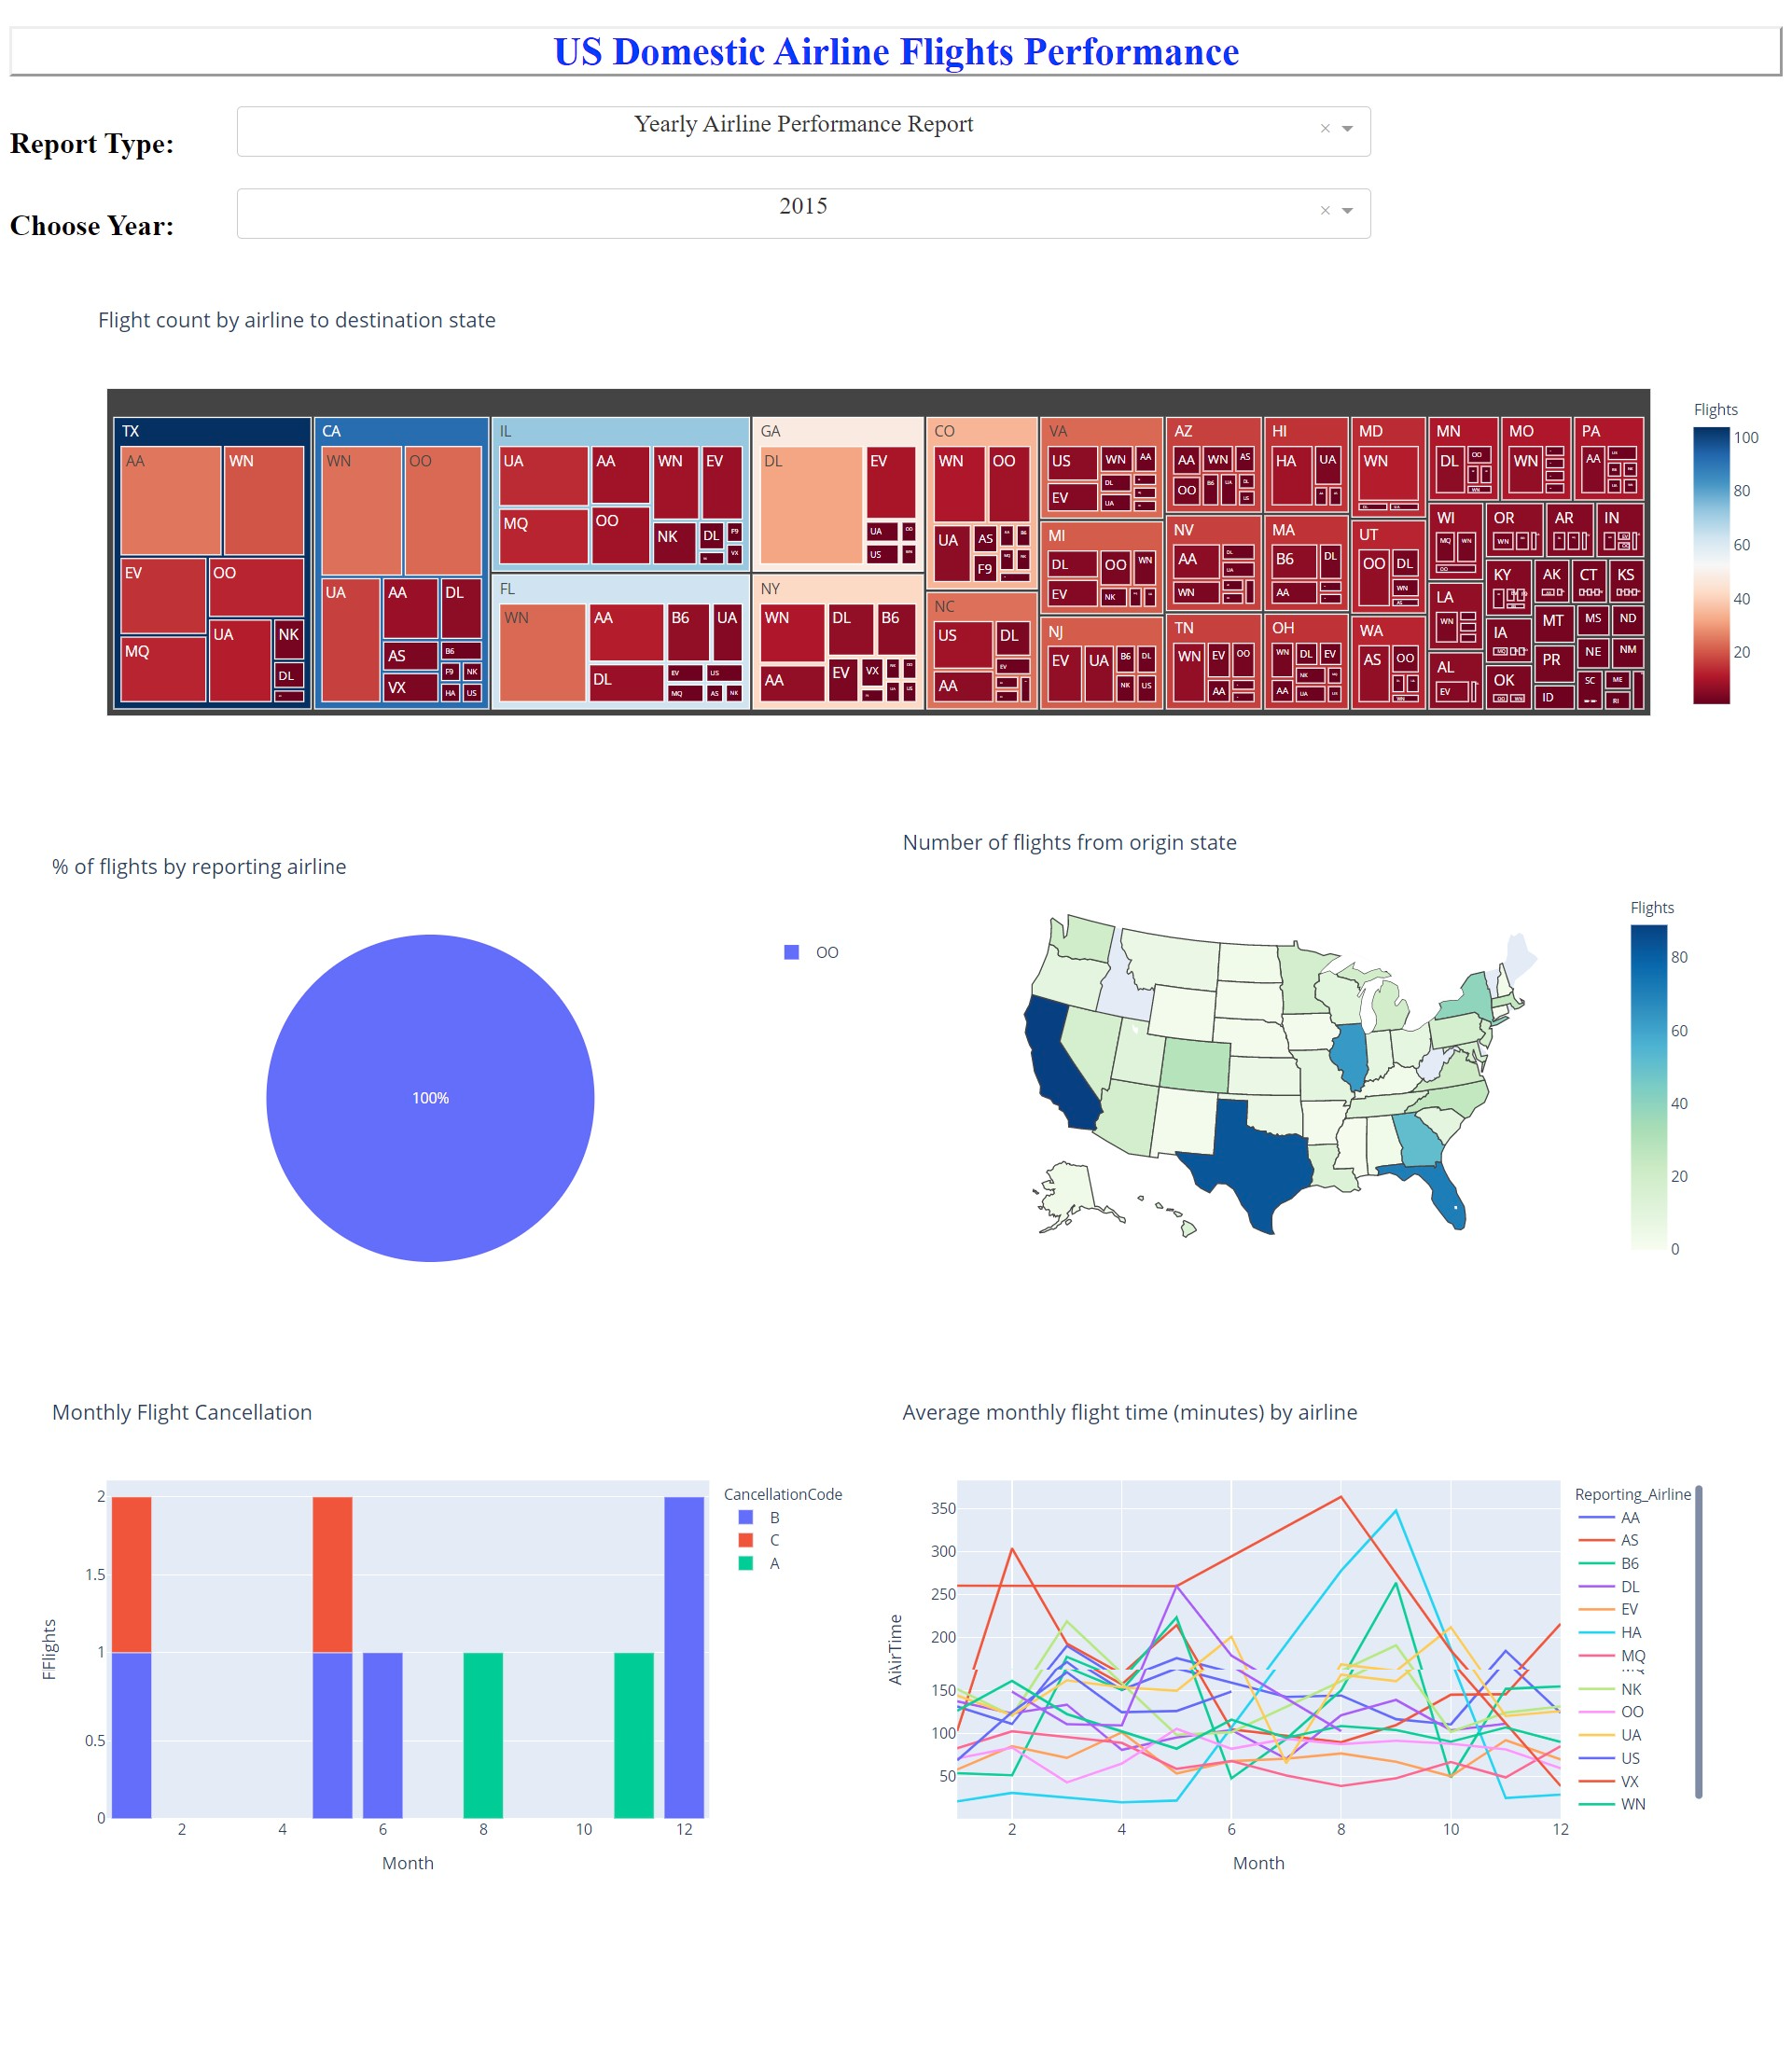 US Domestic Airline Flights Performance
Report Type:
Yearly Airline Performance Report
×
Choose Year:
2015
×
Flight count by airline to destination state
TX
AA
WN
EV
OO
MQ
UA
NK
DL
CA
WN
OO
UA
AA
DL
AS
B6
VX
F9
NK
HA
US
IL
UA
AA
WN
EV
MQ
OO
NK
DL
F9
VX
FL
WN
AA
B6
UA
DL
EV
US
MQ
AS
NK
GA
DL
EV
UA
US
NY
WN
DL
B6
AA
EV
VX
CO
WN
OO
UA
AS
F9
NC
US
DL
EV
AA
VA
US
WN
AA
DL
EV
UA
MI
DL
OO
WN
EV
NK
NJ
EV
UA
B6
DL
NK
US
AZ
AA
WN
AS
OO
B6
UA
DL
US
NV
AA
DL
UA
WN
TN
WN
EV
OO
AA
HI
HA
UA
MA
B6
DL
AA
OH
WN
DL
EV
NK
AA
UA
MD
WN
UT
OO
DL
WN
AS
WA
AS
OO
WN
MN
DL
OO
WN
MO
WN
PA
AA
WI
MQ
WN
OO
OR
WN
AR
IN
LA
WN
KY
AK
CT
KS
AL
EV
IA
MT
MS
ND
OK
PR
NE
NM
ID
SC
ME
RI
Flights
100
80
60
40
20
% of flights by reporting airline
100%
OO
Number of flights from origin state
Flights
80
60
40
20
0
Monthly Flight Cancellation
FFlights
2
1.5
1
0.5
0
2
4
6
8
10
12
Month
CancellationCode
B
C
A
Average monthly flight time (minutes) by airline
350
300
250
200
150
100
50
2
4
6
8
10
12
Month
Reporting_Airline
AA
AS
B6
DL
EV
HA
MQ
NK
OO
UA
US
VX
WN